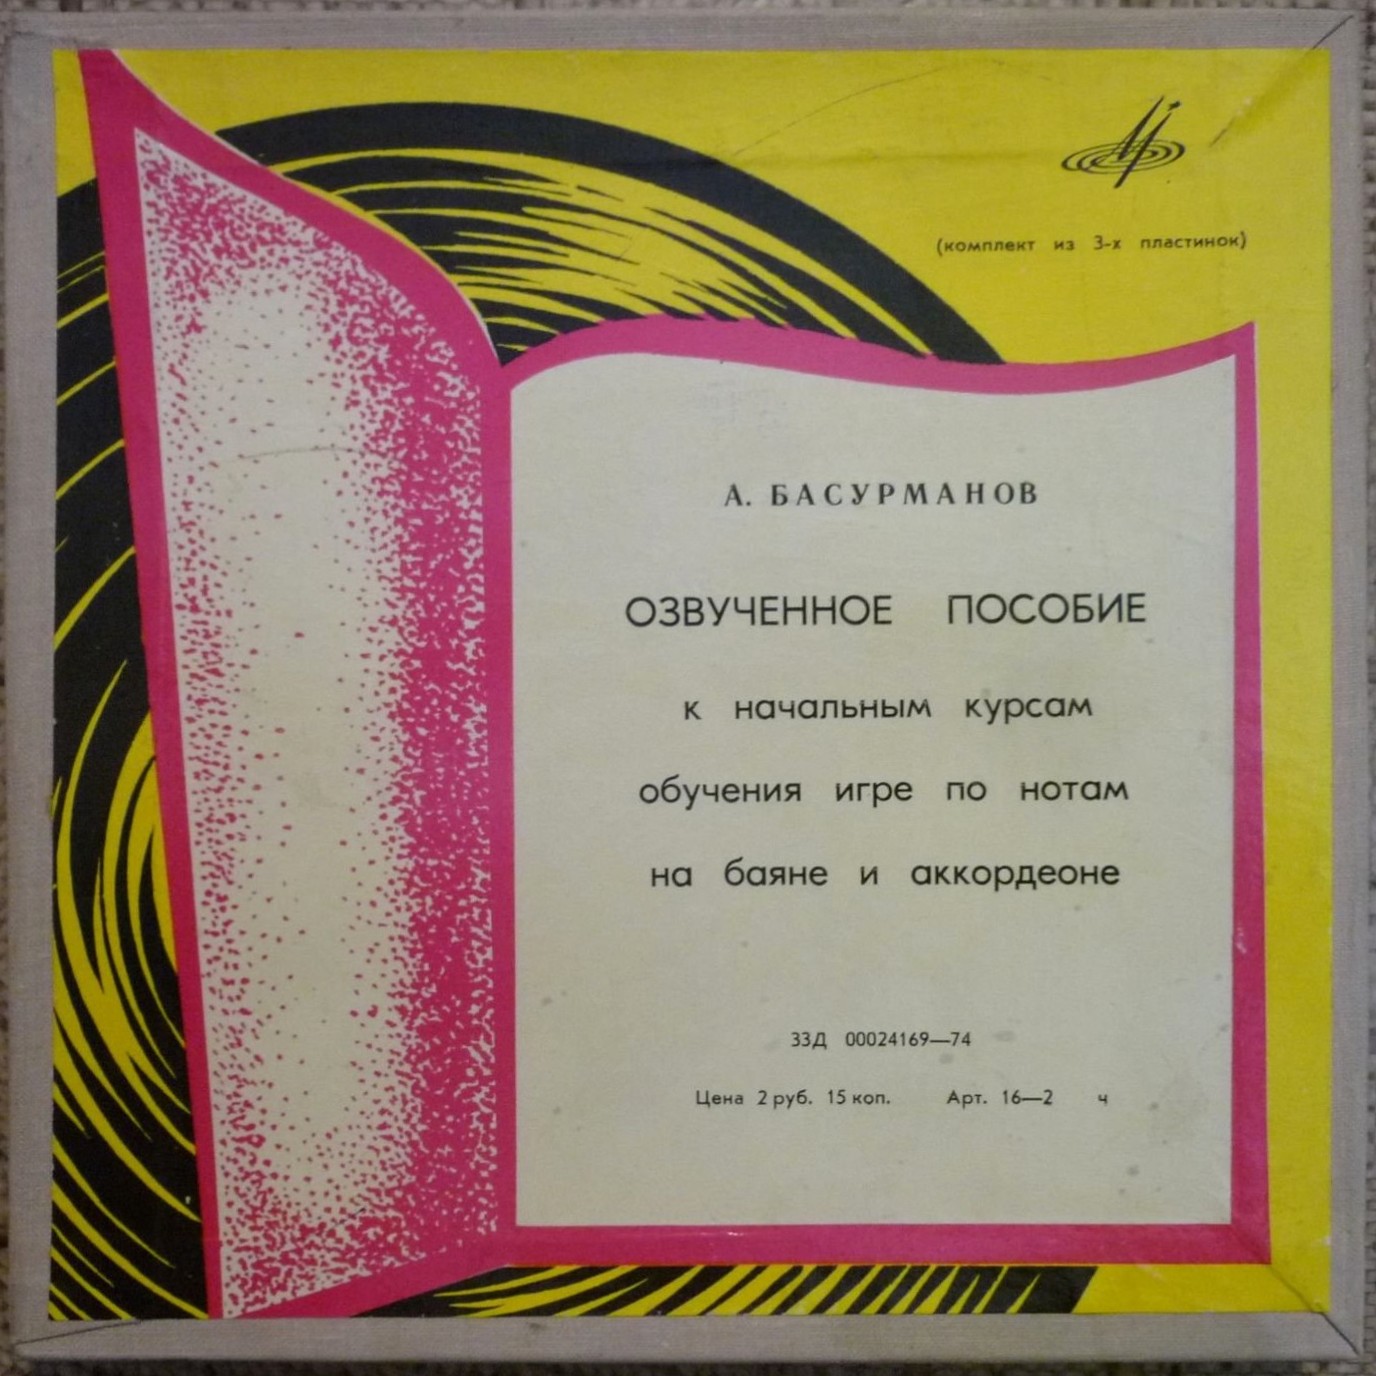 (комплект из 3-х пластинок)
А. БАСУРМАНОВ
ОЗВУЧЕННОЕ ПОСОБИЕ
к начальным курсам
обучения игре по нотам
на баяне и аккордеоне
33Д 00024169—74
Цена 2 руб. 15 коп. Арт. 16—2 ч